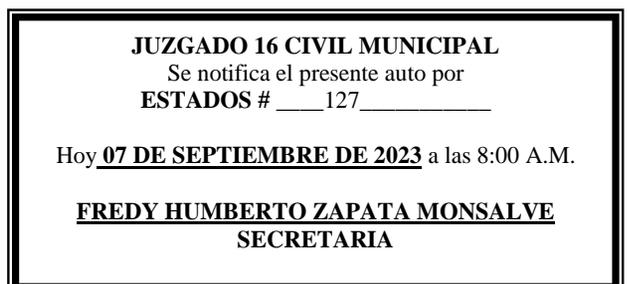 JUZGADO 16 CIVIL MUNICIPAL
Se notifica el presente auto por
ESTADOS # ____127___________
Hoy 07 DE SEPTIEMBRE DE 2023 a las 8:00 A.M.
FREDY HUMBERTO ZAPATA MONSALVE
SECRETARIA